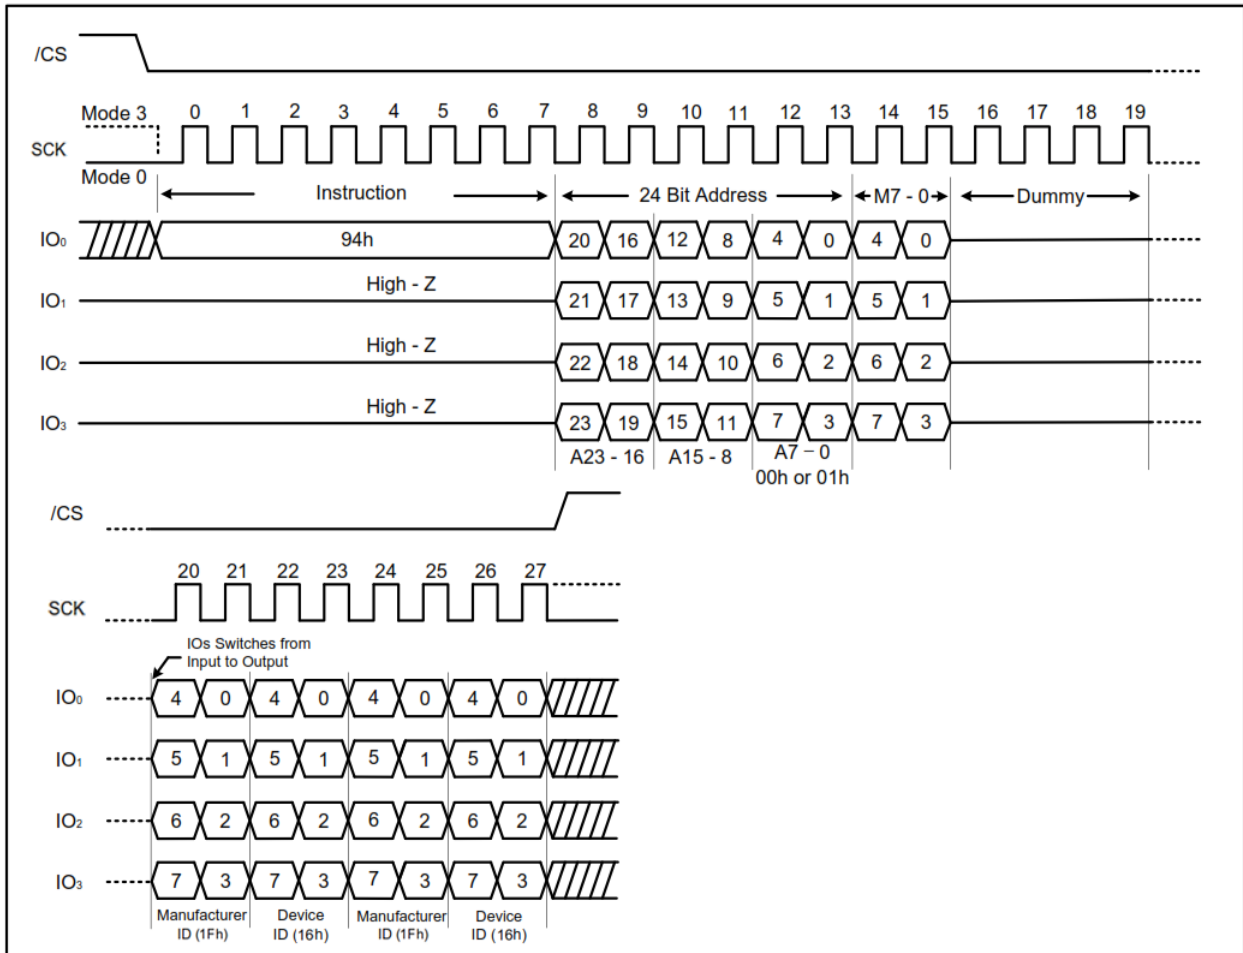 /CS
Mode 3 0 1 2 3 4 5 6 7 8 9 10 11 12 13 14 15 16 17 18 19
SCK
Mode 0
Instruction 24 Bit Address M7 - 0 Dummy
IO0 94h 20 16 12 8 4 0 4 0
High - Z
IO1 21 17 13 9 5 1 5 1
High - Z
IO2 22 18 14 10 6 2 6 2
High - Z
IO3 23 19 15 11 7 3 7 3
A23 - 16 A15 - 8 A7 – 0
00h or 01h
/CS
20 21 22 23 24 25 26 27
SCK
IOs Switches from
Input to Output
IO0 4 0 4 0 4 0 4 0
IO1 5 1 5 1 5 1 5 1
IO2 6 2 6 2 6 2 6 2
IO3 7 3 7 3 7 3 7 3
Manufacturer Device Manufacturer Device
ID (1Fh) ID (16h) ID (1Fh) ID (16h)